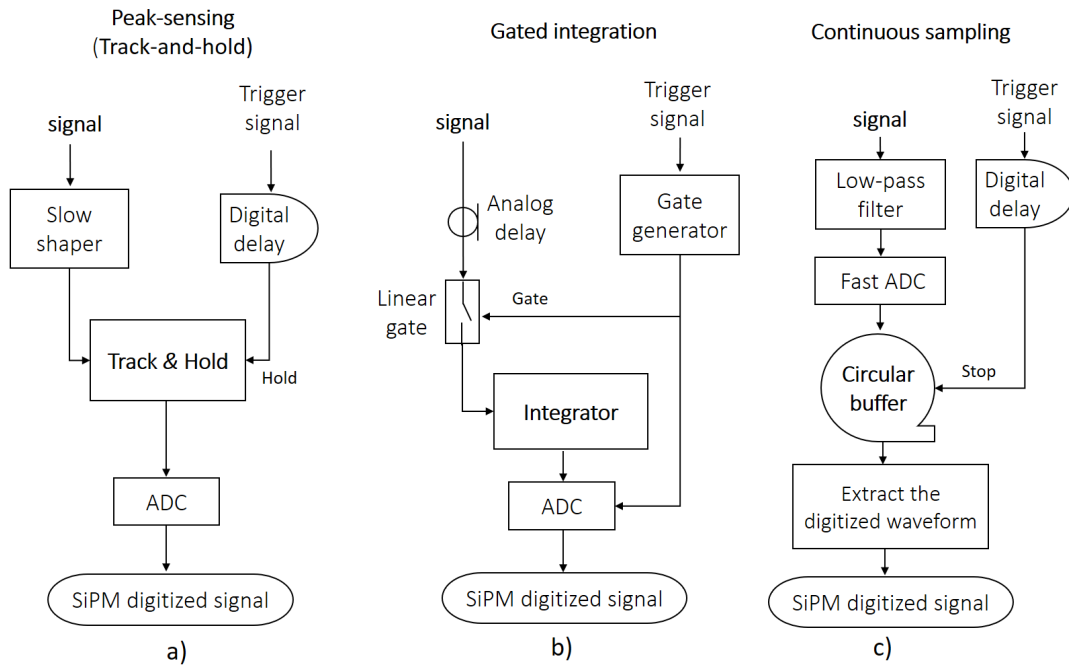 Peak-sensing
(Track-and-hold)
signal
Trigger
signal
Slow
shaper
Digital
delay
Track & Hold
Hold
ADC
SiPM digitized signal
a)
Gated integration
signal
Trigger
signal
Analog
delay
Gate
generator
Linear
gate
Gate
Integrator
ADC
SiPM digitized signal
b)
Continuous sampling
signal
Trigger
signal
Low-pass
filter
Digital
delay
Fast ADC
Circular
buffer
Stop
Extract the
digitized waveform
SiPM digitized signal
c)